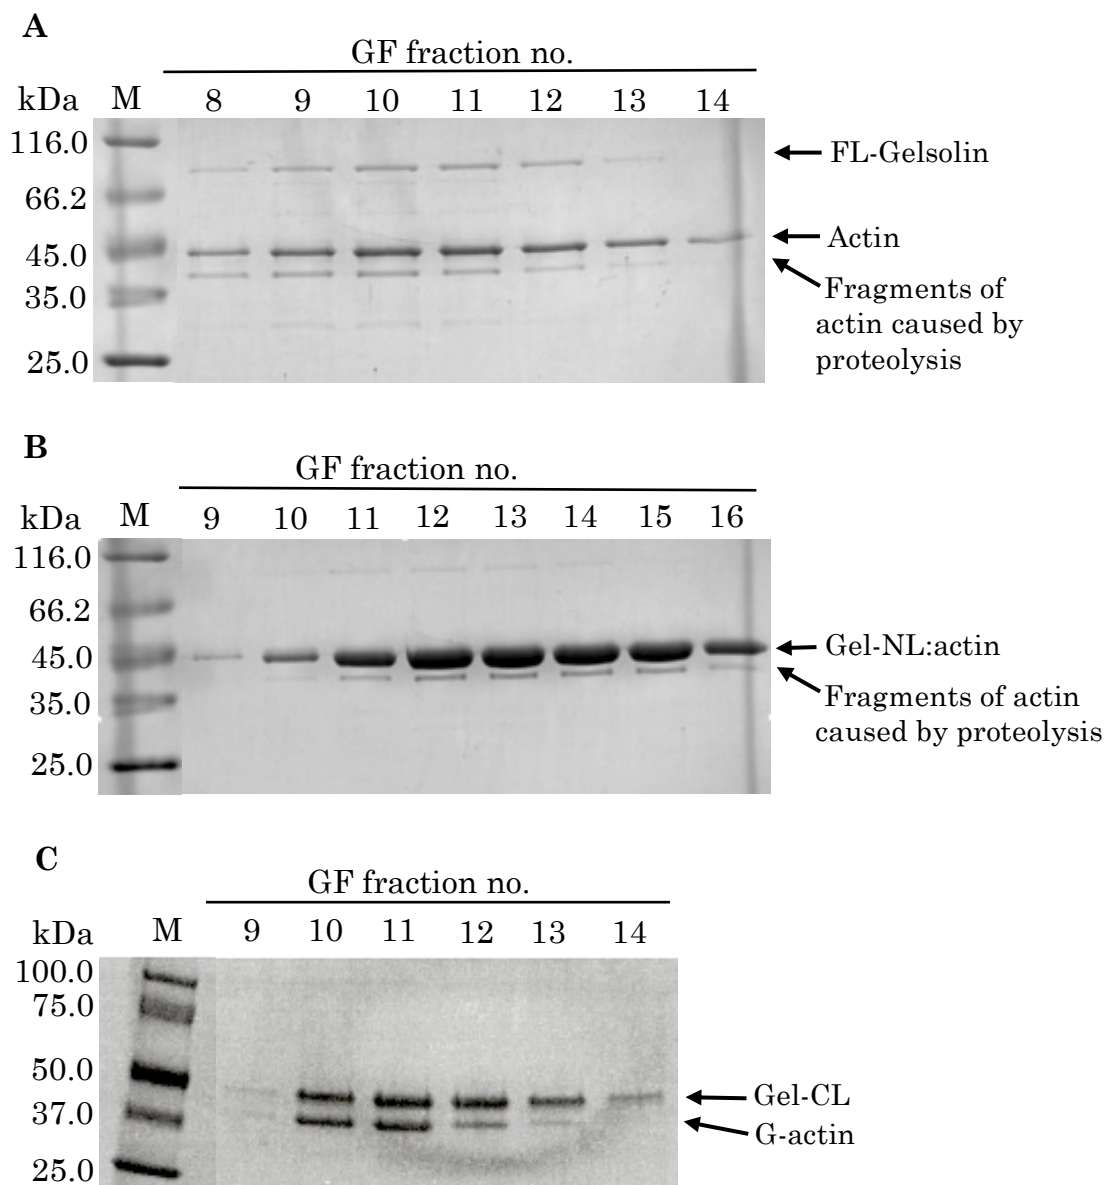 A
GF fraction no.
kDa M 8 9 10 11 12 13 14
116.0
66.2
45.0
35.0
25.0
FL-Gelsolin
Actin
Fragments of
actin caused by
proteolysis
B
GF fraction no.
kDa M 9 10 11 12 13 14 15 16
116.0
66.2
45.0
35.0
25.0
Gel-NL:actin
Fragments of actin
caused by proteolysis
C
GF fraction no.
kDa M 9 10 11 12 13 14
100.0
75.0
50.0
37.0
25.0
Gel-CL
G-actin